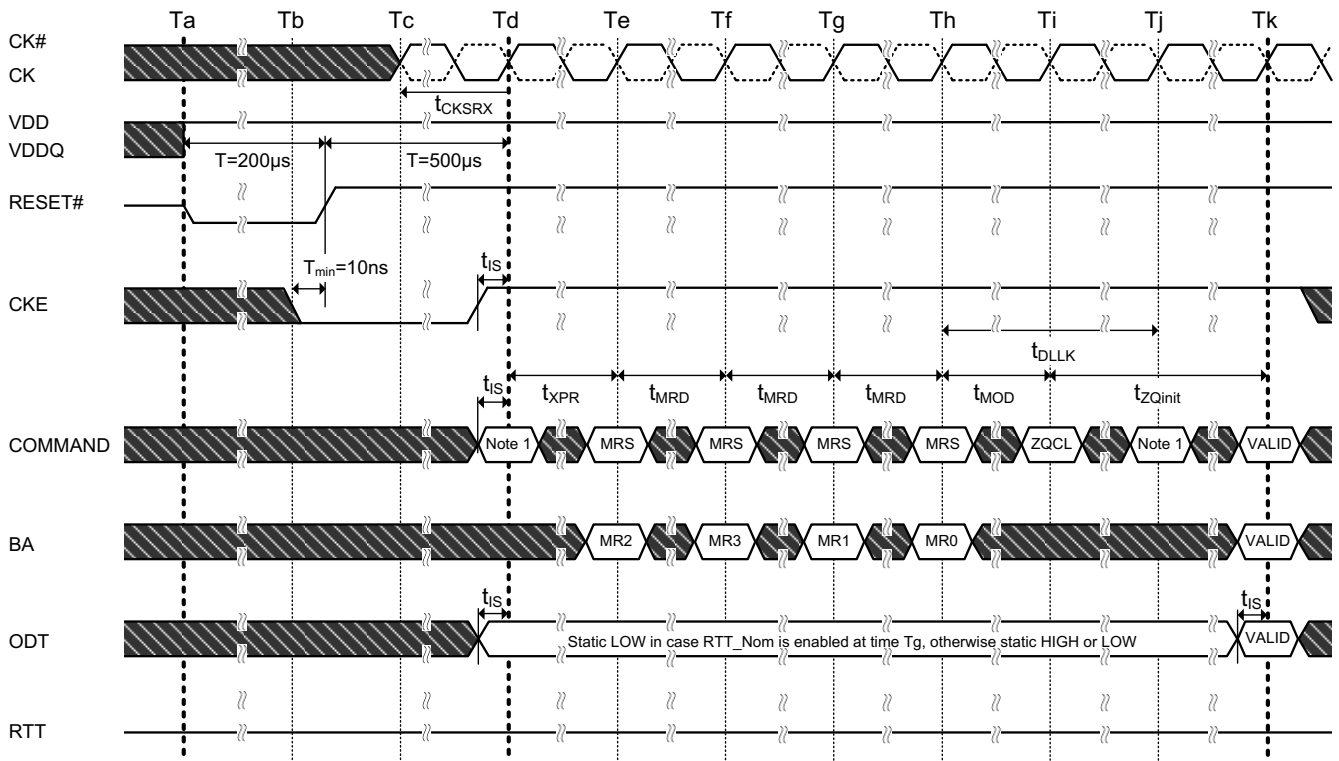 Ta Tb Tc Td Te Tf Tg Th Ti Tj Tk
CK#
CK
tCKSRX
VDD
VDDQ
T=200µs T=500µs
RESET#
Tmin=10ns tIS
CKE
tDLLK
tIS tXPR tMRD tMRD tMRD tMOD tZQinit
COMMAND Note 1 MRS MRS MRS MRS ZQCL Note 1 VALID
BA MR2 MR3 MR1 MR0 VALID
tIS tIS
ODT Static LOW in case RTT_Nom is enabled at time Tg, otherwise static HIGH or LOW VALID
RTT